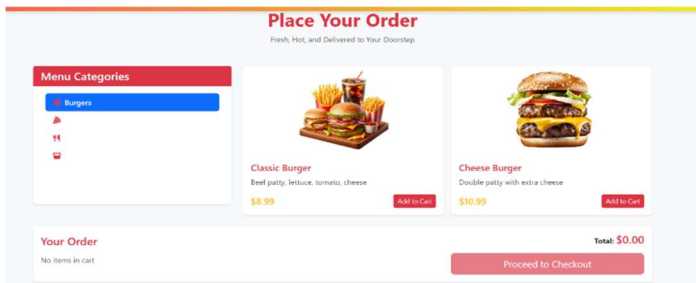 Place Your Order
Fresh, Hot, and Delivered to Your Doorstep
Menu Categories
Burgers
Classic Burger
Beef patty, lettuce, tomato, cheese
$8.99
Add to Cart
Cheese Burger
Double patty with extra cheese
$10.99
Add to Cart
Your Order
No items in cart
Total: $0.00
Proceed to Checkout